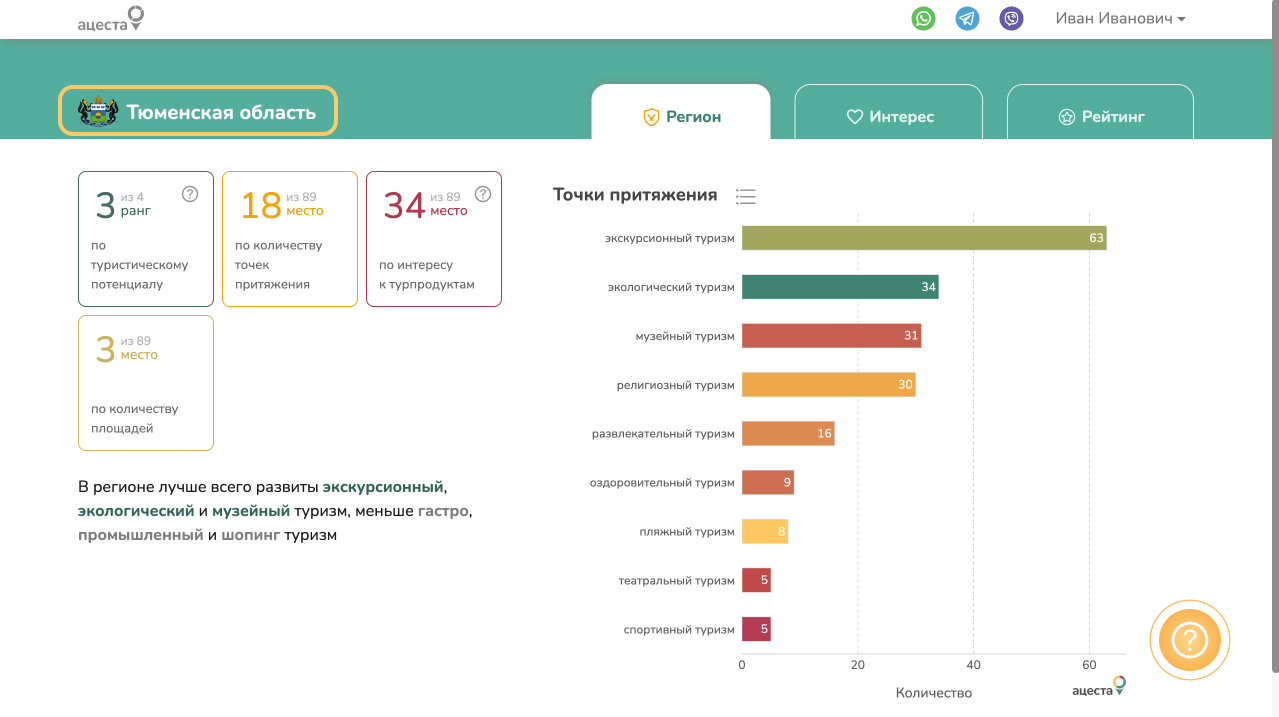 ацеста
Иван Иванович
Тюменская область
Регион
Интерес
Рейтинг
3 из 4 ранг
по
туристическому
потенциалу
18 из 89 место
по количеству
точек
притяжения
34 из 89 место
по интересу
к турпродуктам
3 из 89 место
по количеству
площадей
В регионе лучше всего развиты экскурсионный,
экологический и музейный туризм, меньше гастро,
промышленный и шопинг туризм
Точки притяжения
экскурсионный туризм 63
экологический туризм 34
музейный туризм 31
религиозный туризм 30
развлекательный туризм 16
оздоровительный туризм 9
пляжный туризм 8
театральный туризм 5
спортивный туризм 5
0 20 40 60
Количество
ацеста